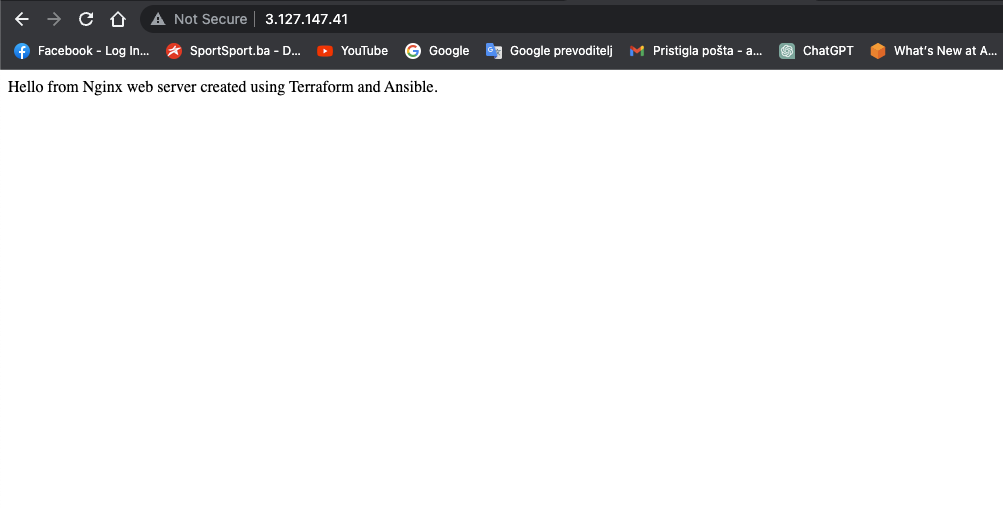 Not Secure 3.127.147.41
Facebook - Log In... SportSport.ba - D... YouTube Google Google prevoditelj Pristigla pošta - a... ChatGPT What's New at A...
Hello from Nginx web server created using Terraform and Ansible.